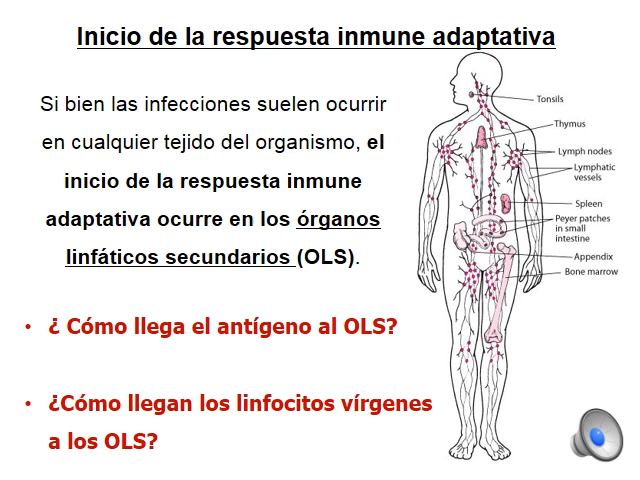 Inicio de la respuesta inmune adaptativa
Si bien las infecciones suelen ocurrir
en cualquier tejido del organismo, el
inicio de la respuesta inmune
adaptativa ocurre en los órganos
linfáticos secundarios (OLS).
• ¿ Cómo llega el antígeno al OLS?
• ¿Cómo llegan los linfocitos vírgenes
a los OLS?
Tonsils
Thymus
Lymph nodes
Lymphatic
vessels
Spleen
Peyer patches
in small
intestine
Appendix
Bone marrow